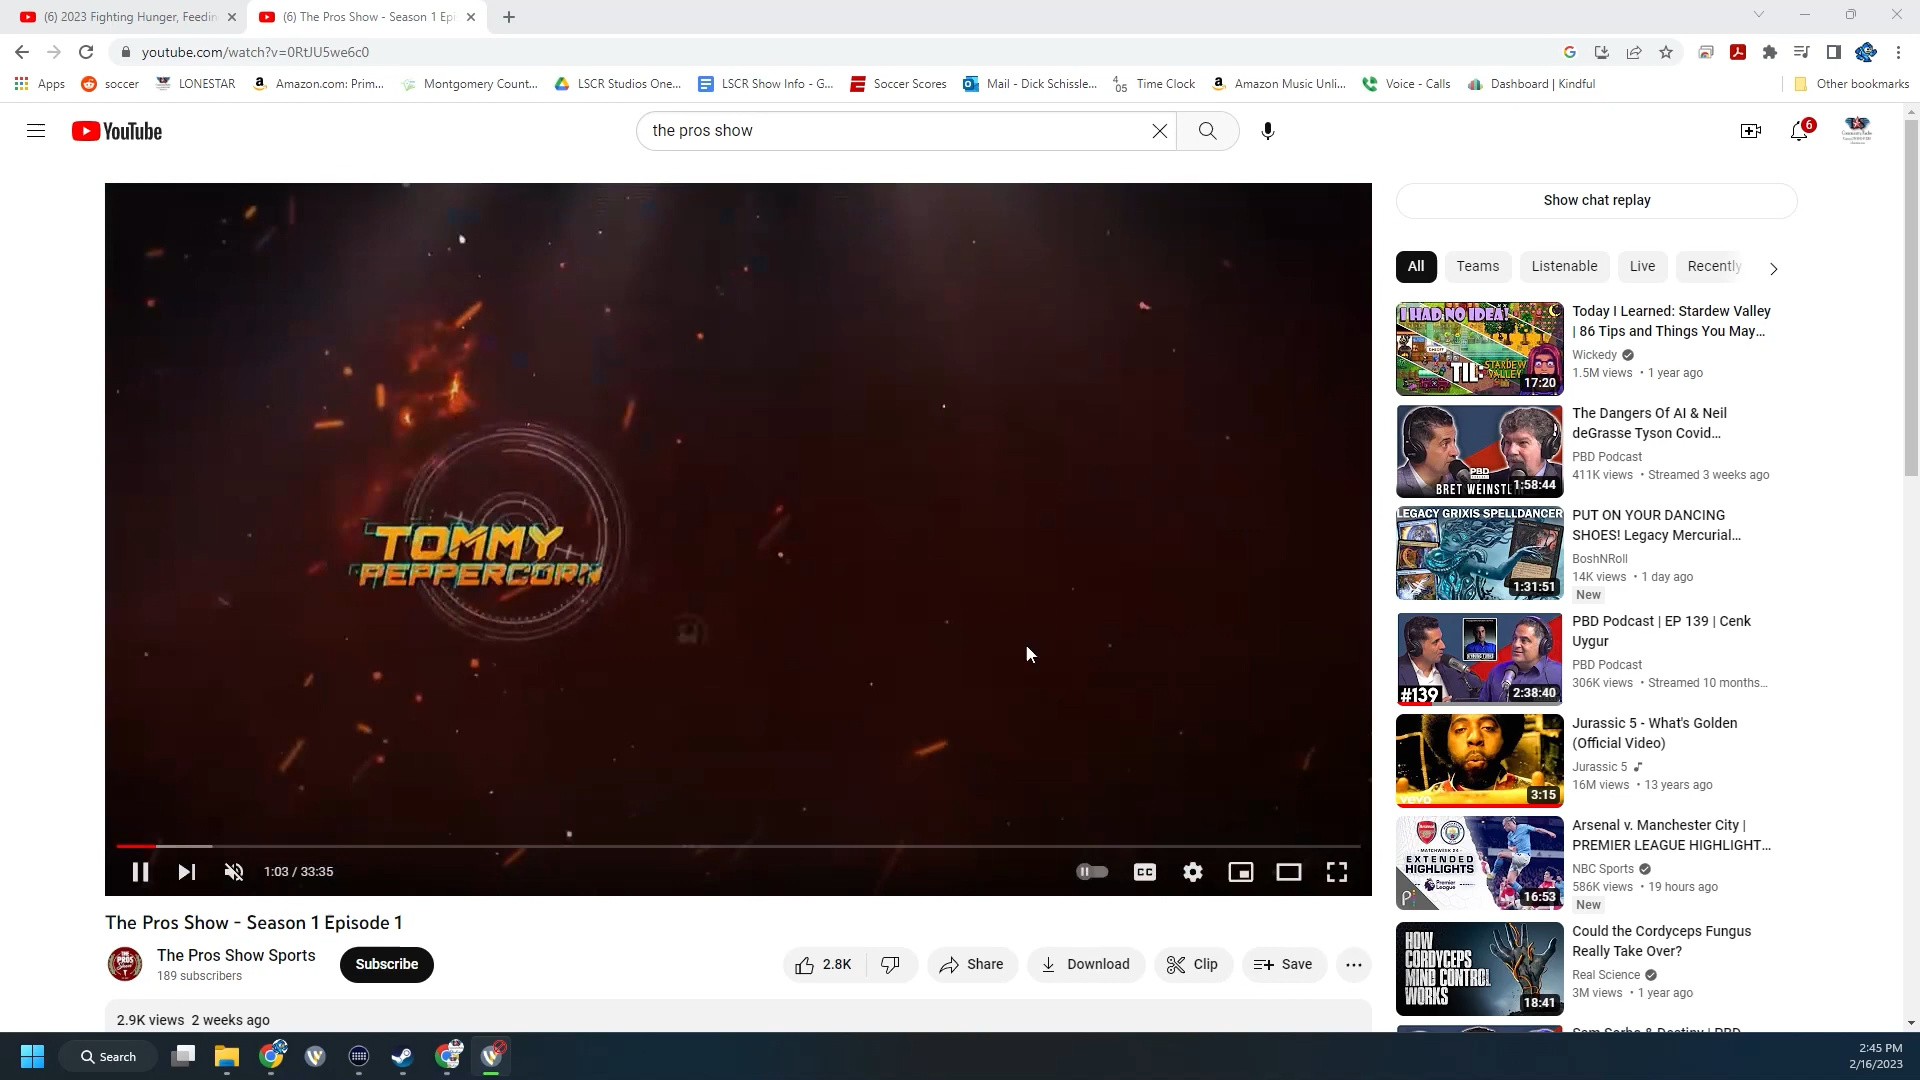 (6) 2023 Fighting Hunger, Feedin
(6) The Pros Show - Season 1 Epi
youtube.com/watch?v=0RtJU5we6c0
Apps
soccer
LONESTAR
Amazon.com: Prim...
Montgomery Count...
LSCR Studios One...
LSCR Show Info - G...
Soccer Scores
Mail - Dick Schissle...
4/05
Time Clock
Amazon Music Unli...
Voice - Calls
Dashboard | Kindful
Other bookmarks
YouTube
the pros show
6
Show chat replay
All
Teams
Listenable
Live
Recently
TOMMY
PEPPERCORN
1:03 / 33:35
CC
The Pros Show - Season 1 Episode 1
The Pros Show Sports
189 subscribers
Subscribe
2.8K
Share
Download
Clip
Save
2.9K views 2 weeks ago
I HAD NO IDEA!
TIL:
STARDEW
VALLEY
17:20
Today I Learned: Stardew Valley
| 86 Tips and Things You May...
Wickedy
1.5M views • 1 year ago
PBD
BRET WEINSTE
1:58:44
The Dangers Of AI & Neil
deGrasse Tyson Covid...
PBD Podcast
411K views • Streamed 3 weeks ago
LEGACY GRIXIS SPELLDANCER
1:31:51
PUT ON YOUR DANCING
SHOES! Legacy Mercurial...
BoshNRoll
14K views • 1 day ago
New
#139
2:38:40
PBD Podcast | EP 139 | Cenk
Uygur
PBD Podcast
306K views • Streamed 10 months...
vevo
3:15
Jurassic 5 - What's Golden
(Official Video)
Jurassic 5
16M views • 13 years ago
MATCHWEEK 24
EXTENDED
HIGHLIGHTS
Premier
League
16:53
Arsenal v. Manchester City |
PREMIER LEAGUE HIGHLIGHT...
NBC Sports
586K views • 19 hours ago
New
HOW
CORDYCEPS
MIND CONTROL
WORKS
18:41
Could the Cordyceps Fungus
Really Take Over?
Real Science
3M views • 1 year ago
Search
2:45 PM
2/16/2023